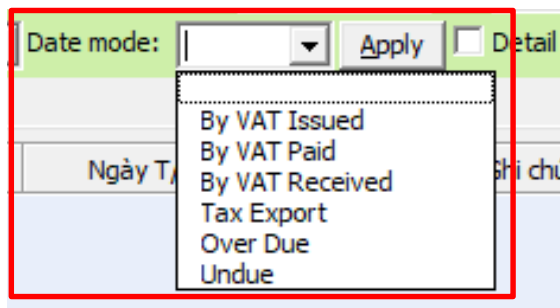 Date mode: Apply Detail
By VAT Issued
By VAT Paid
Ngày T/
By VAT Received
Ghi chú
Tax Export
Over Due
Undue